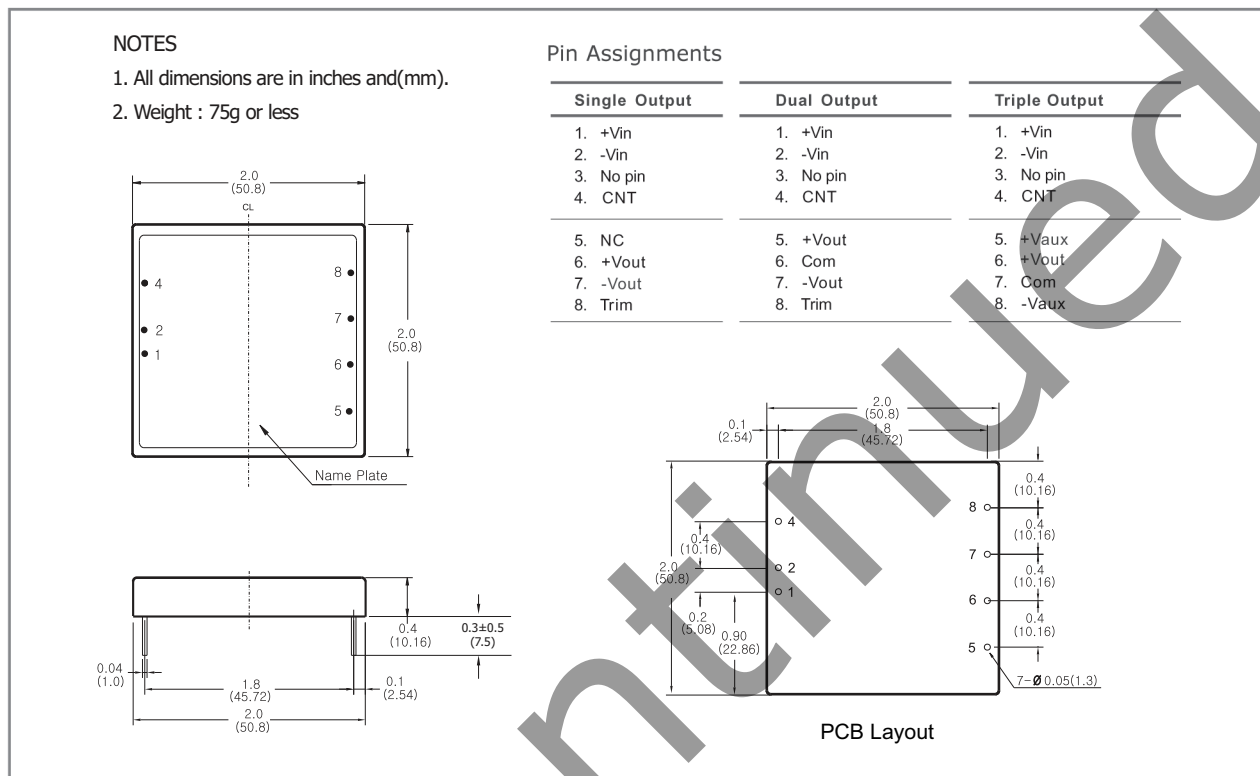 NOTES
1. All dimensions are in inches and(mm).
2. Weight : 75g or less
Pin Assignments
Single Output
1. +Vin
2. -Vin
3. No pin
4. CNT
5. NC
6. +Vout
7. -Vout
8. Trim
Dual Output
1. +Vin
2. -Vin
3. No pin
4. CNT
5. +Vout
6. Com
7. -Vout
8. Trim
Triple Output
1. +Vin
2. -Vin
3. No pin
4. CNT
5. +Vaux
6. +Vout
7. Com
8. -Vaux
2.0
(50.8)
CL
4
2
1
8
7
6
5
2.0
(50.8)
Name Plate
0.4
(10.16)
0.3±0.5
(7.5)
0.04
(1.0)
1.8
(45.72)
0.1
(2.54)
2.0
(50.8)
2.0
(50.8)
0.1
(2.54)
1.8
(45.72)
4
2
1
8
7
6
5
0.4
(10.16)
2.0
(50.8)
0.2
(5.08)
0.90
(22.86)
0.4
(10.16)
0.4
(10.16)
0.4
(10.16)
0.4
(10.16)
7-Ø 0.05(1.3)
PCB Layout
ntinued